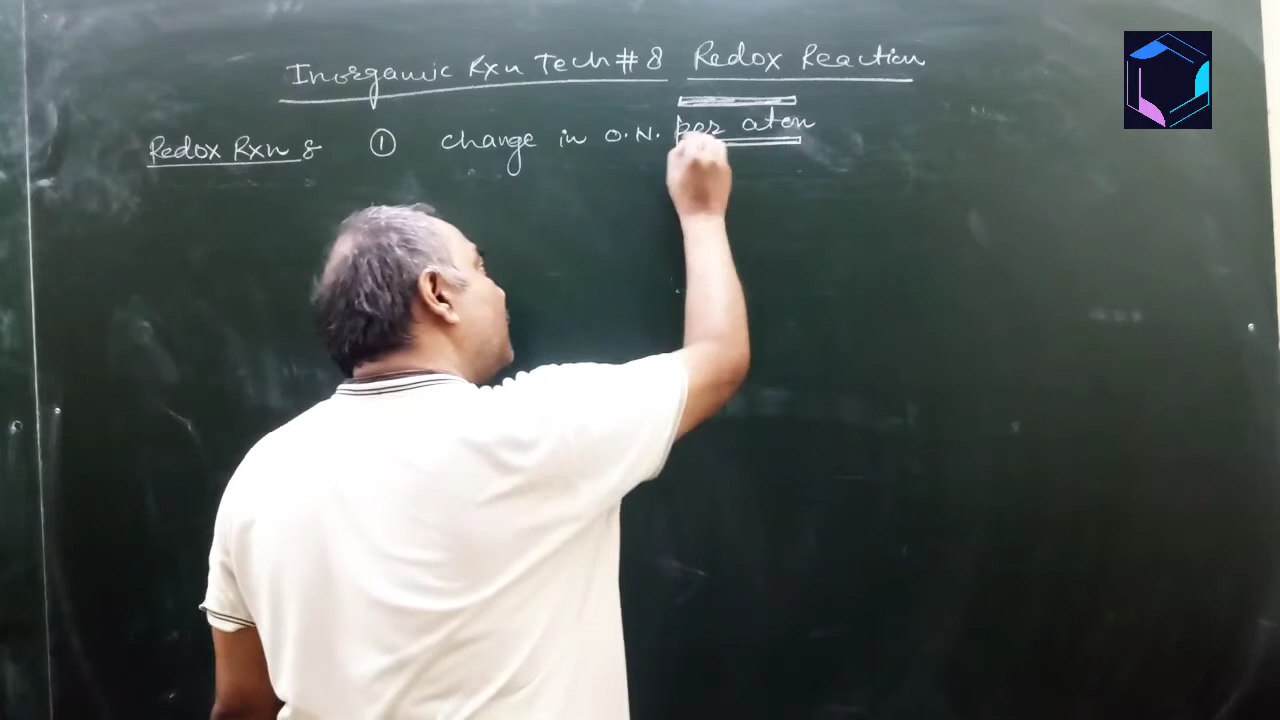 Inorganic Rxn Tech # 8 Redox Reaction
Redox Rxn : ① change in O.N. per atom